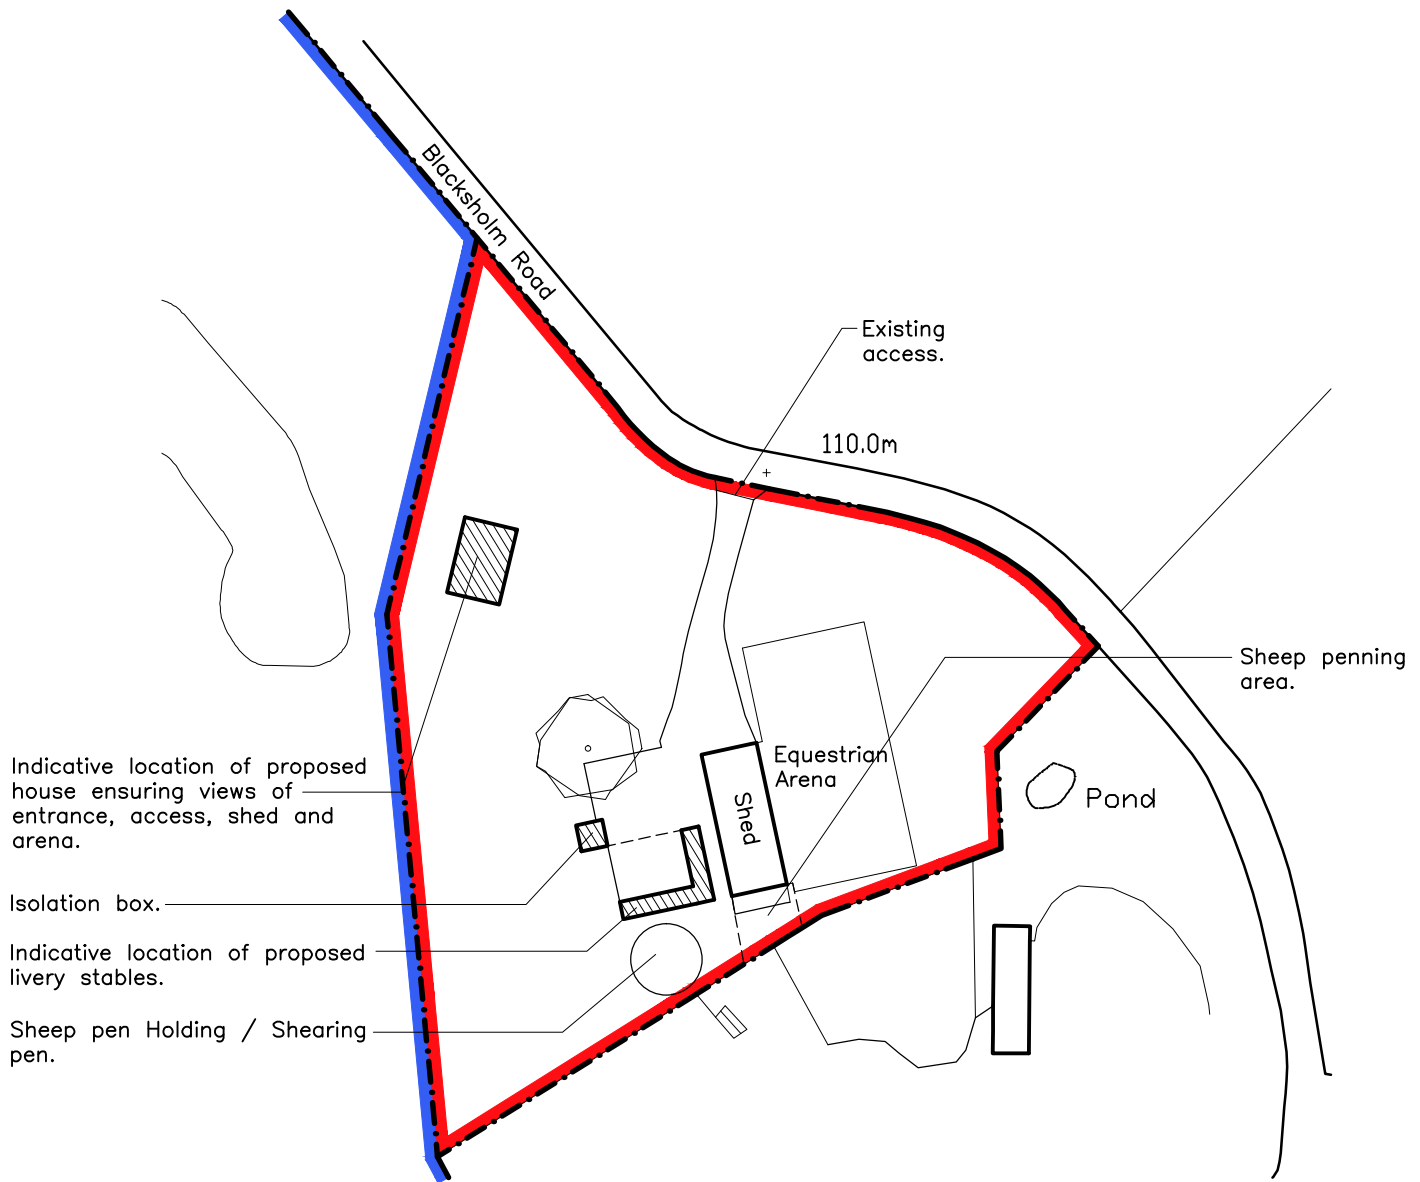 Blacksholm Road
Existing
access.
110.0m
Sheep penning
area.
Equestrian
Arena
Shed
Pond
Indicative location of proposed
house ensuring views of
entrance, access, shed and
arena.
Isolation box.
Indicative location of proposed
livery stables.
Sheep pen Holding / Shearing
pen.